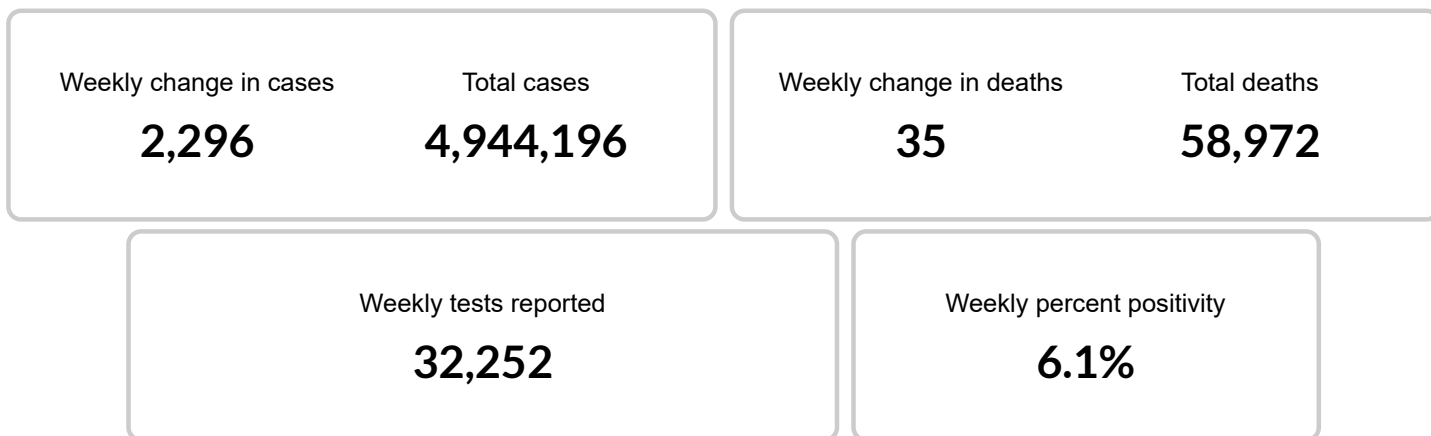 Weekly change in cases
Total cases
2,296
4,944,196
Weekly change in deaths
Total deaths
35
58,972
Weekly tests reported
32,252
Weekly percent positivity
6.1%